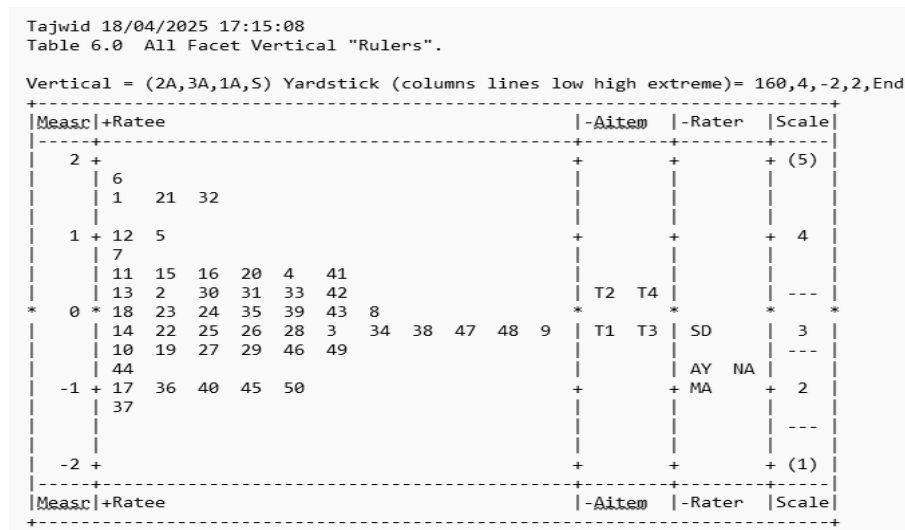 Tajwid 18/04/2025 17:15:08
Table 6.0  All Facet Vertical "Rulers".
Vertical = (2A,3A,1A,S) Yardstick (columns lines low high extreme)= 160,4,-2,2,End
+-----------------------------------------------------------------------------+
|Measr|+Ratee                                         |-Aitem  |-Rater  |Scale|
|-----+-----------------------------------------------+--------+--------+-----|
|   2 +                                               +        +        + (5) |
|     | 6                                             |        |        |     |
|     | 1   21  32                                    |        |        |     |
|     |                                               |        |        |     |
|   1 + 12  5                                         +        +        +  4  |
|     | 7                                             |        |        |     |
|     | 11  15  16  20  4   41                        |        |        |     |
|     | 13  2   30  31  33  42                        | T2  T4 |        | --- |
*   0 * 18  23  24  35  39  43  8                     *        *        *     *
|     | 14  22  25  26  28  3   34  38  47  48  9     | T1  T3 | SD     |  3  |
|     | 10  19  27  29  46  49                        |        |        | --- |
|     | 44                                            |        | AY  NA |     |
|  -1 + 17  36  40  45  50                            +        + MA     +  2  |
|     | 37                                            |        |        |     |
|     |                                               |        |        | --- |
|     |                                               |        |        |     |
|  -2 +                                               +        +        + (1) |
|-----+-----------------------------------------------+--------+--------+-----|
|Measr|+Ratee                                         |-Aitem  |-Rater  |Scale|
+-----------------------------------------------------------------------------+